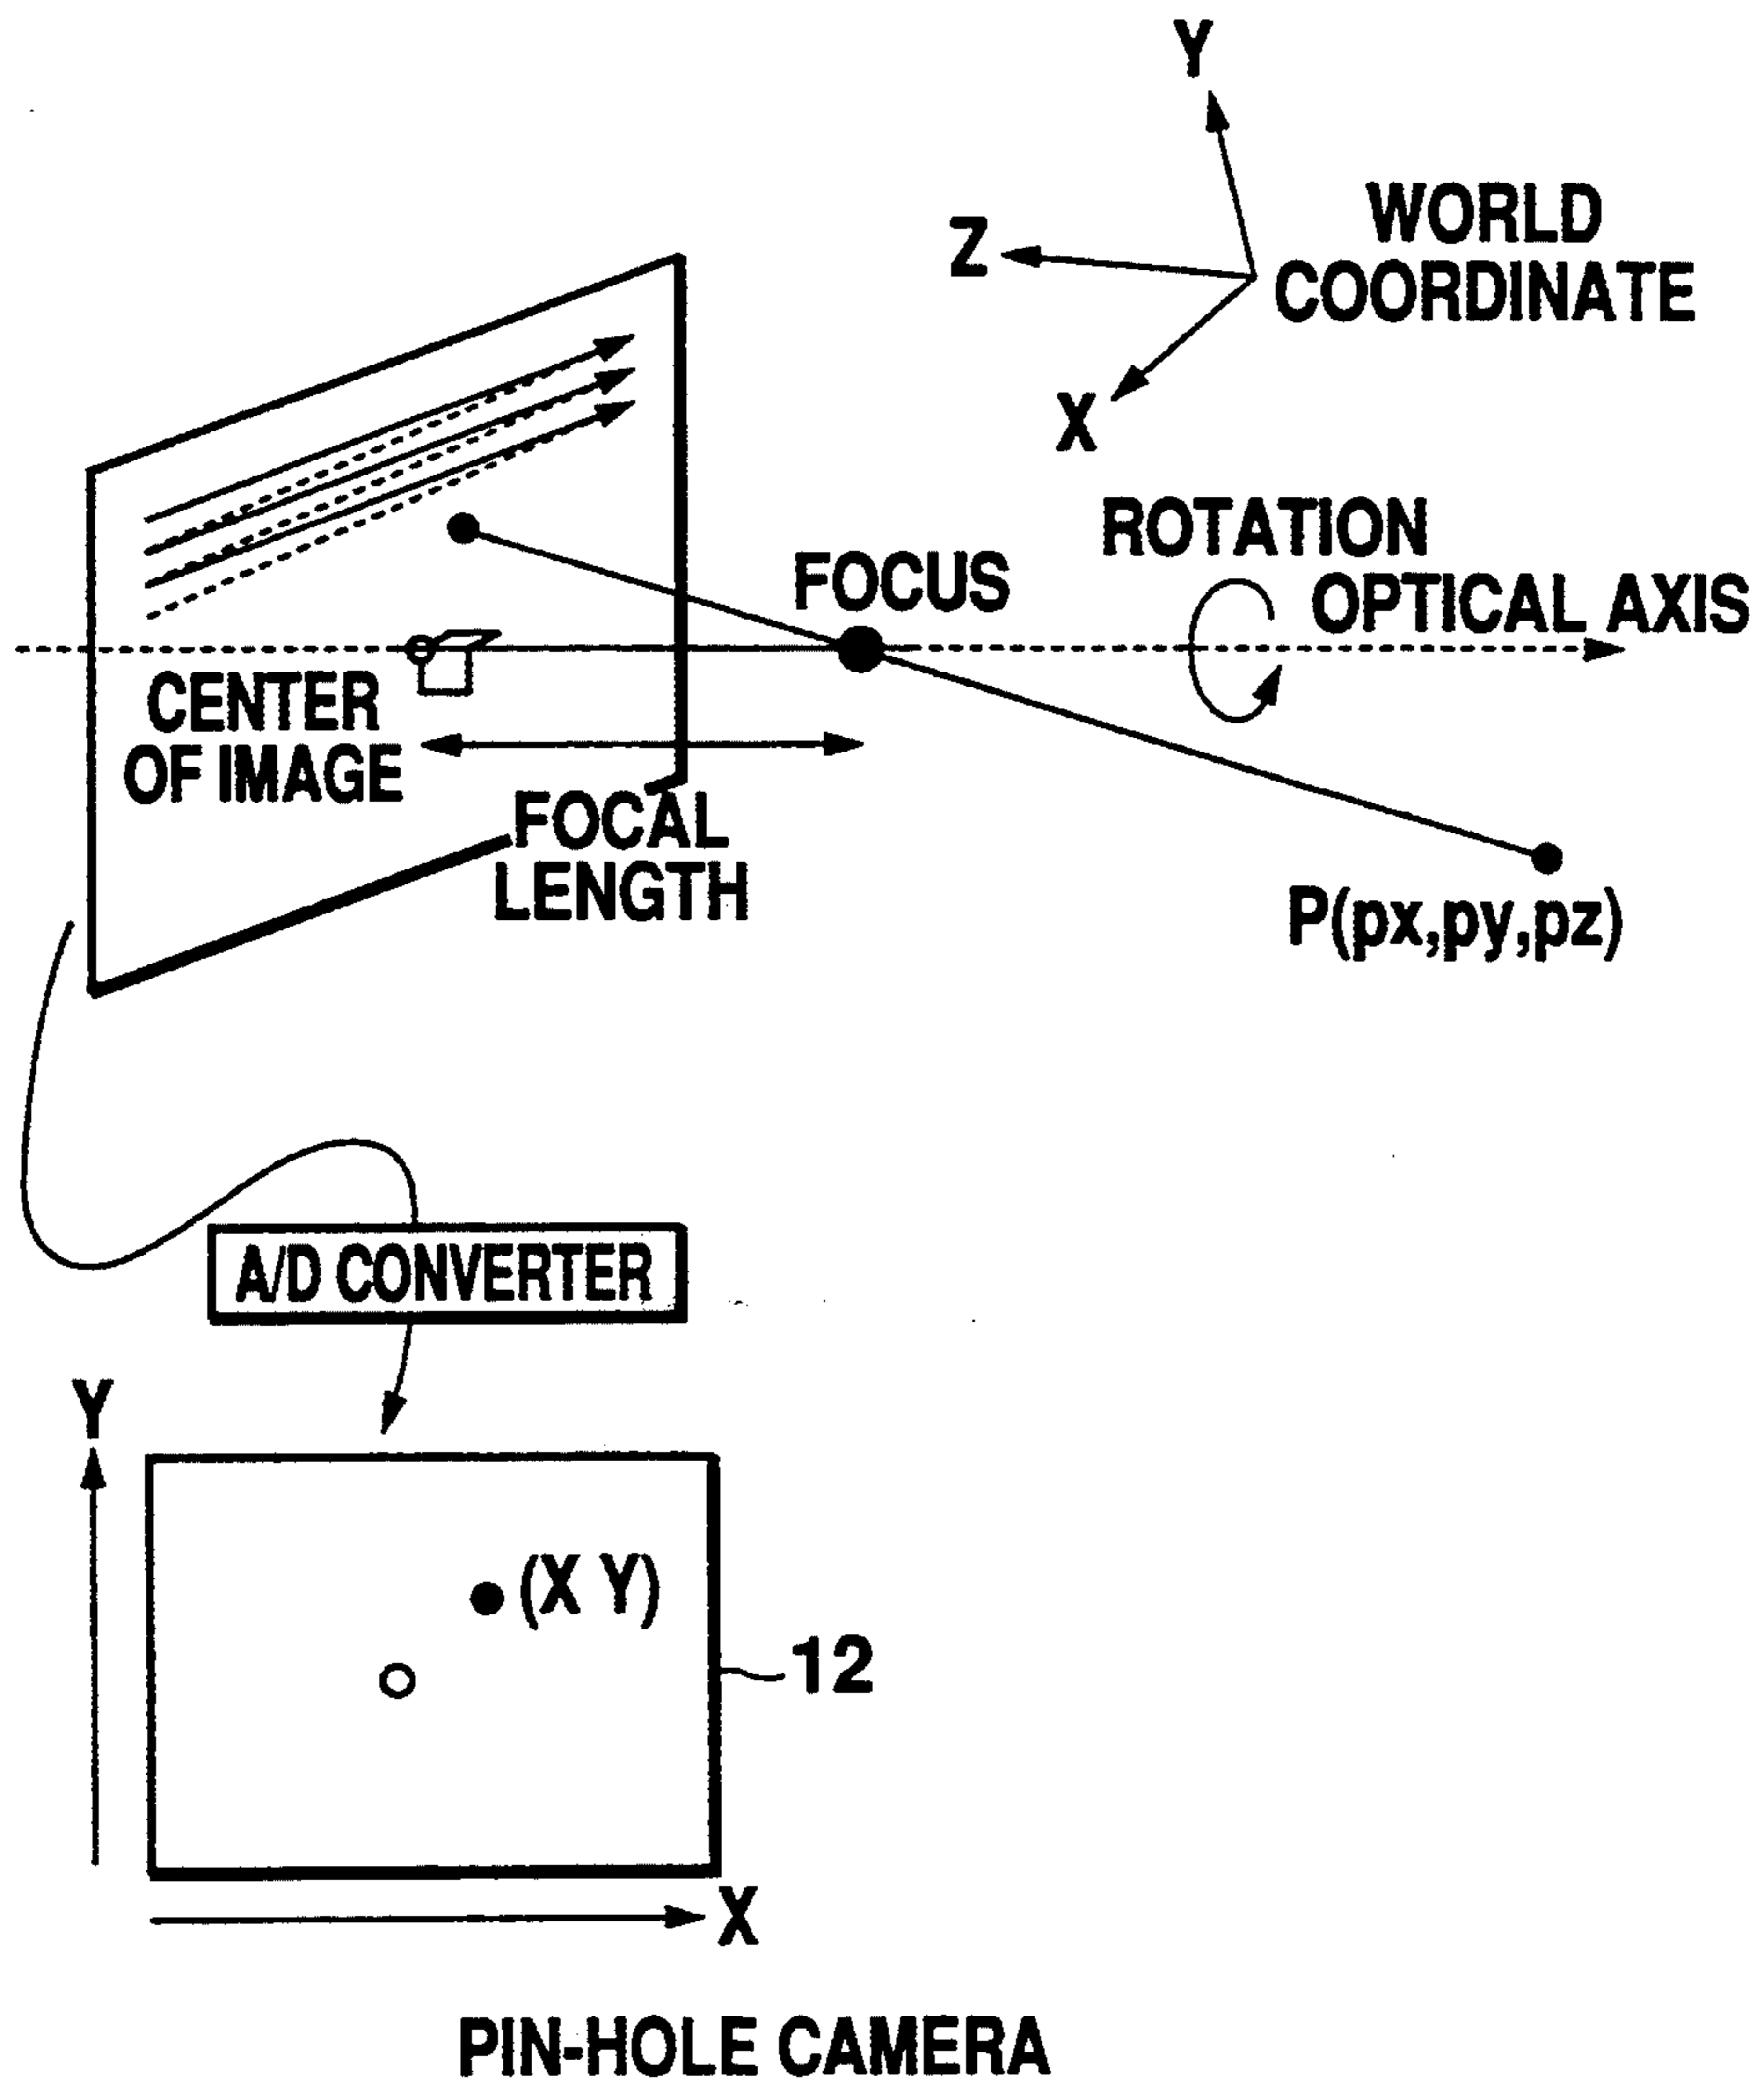 Y
WORLD
Z
COORDINATE
X
ROTATION
FOCUS
OPTICAL AXIS
CENTER
OF IMAGE
FOCAL
LENGTH
P(px,py,pz)
A/D CONVERTER
Y
(X Y)
12
X
PIN-HOLE CAMERA